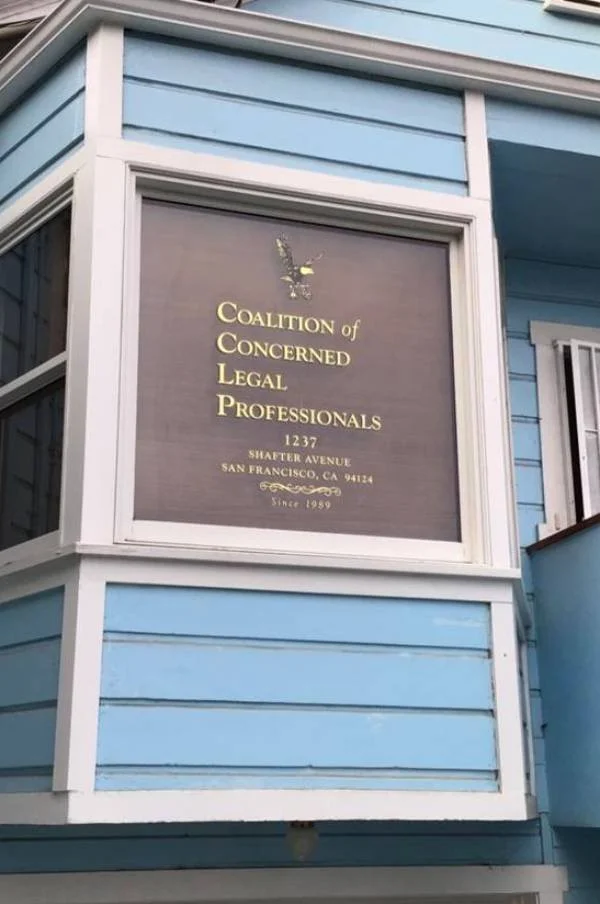 COALITION of
CONCERNED
LEGAL
PROFESSIONALS
1237
SHAFTER AVENUE
SAN FRANCISCO, CA 94124
Since 1989